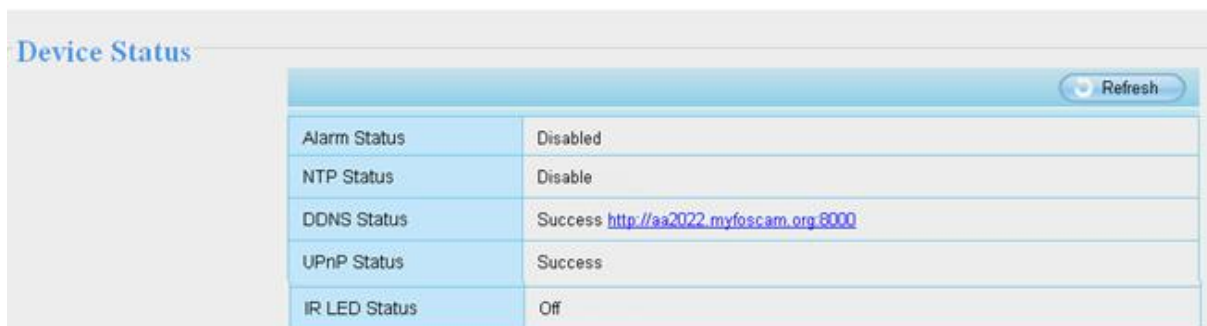 Device Status
Refresh
Alarm Status Disabled
NTP Status Disable
DDNS Status Success http://aa2022.myfoscam.org:8000
UPnP Status Success
IR LED Status Off